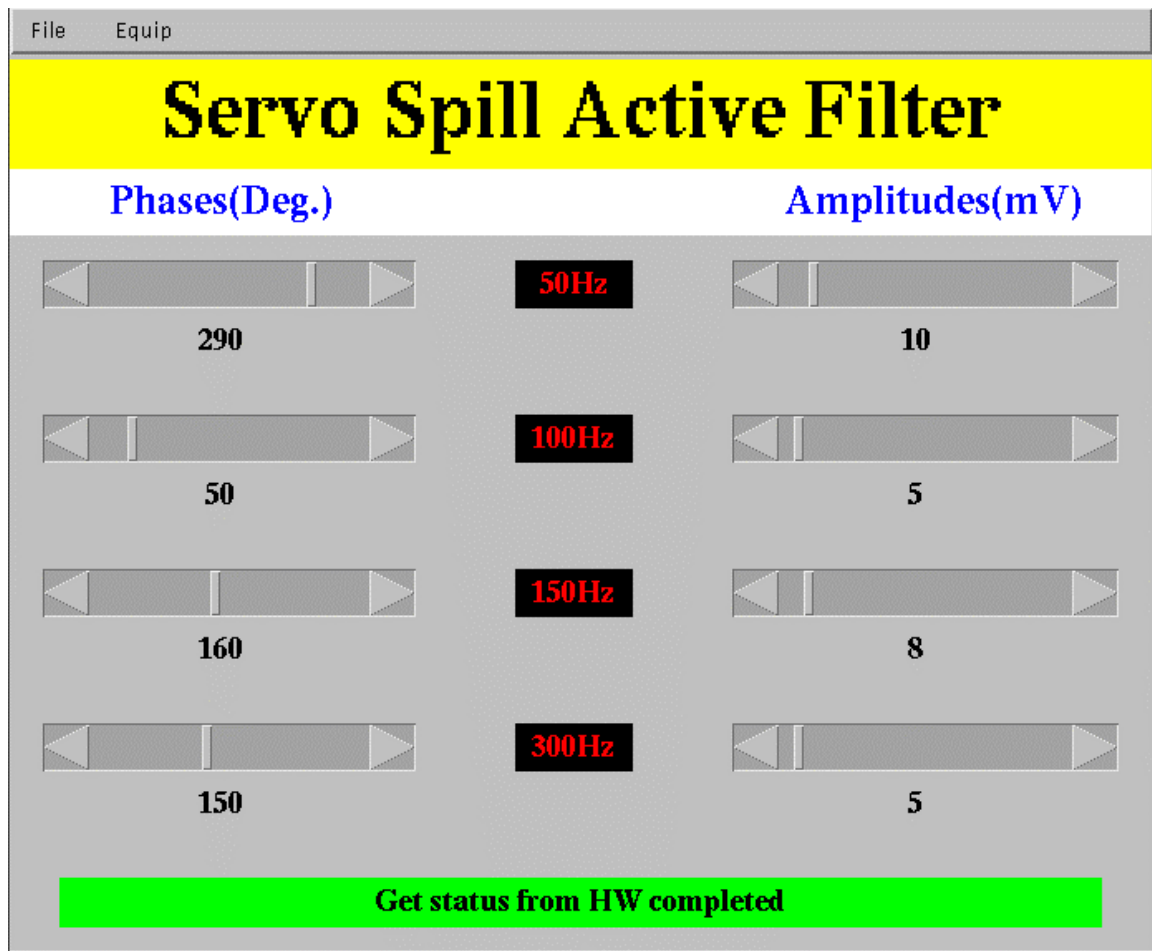 File Equip
Servo Spill Active Filter
Phases(Deg.) Amplitudes(mV)
50Hz
290 10
100Hz
50 5
150Hz
160 8
300Hz
150 5
Get status from HW completed